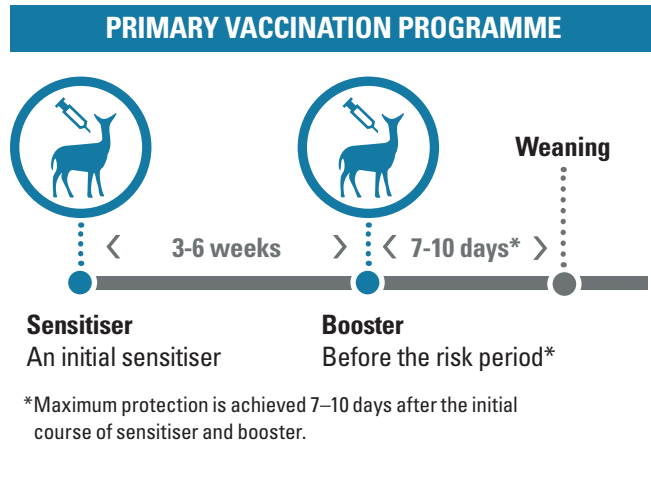 PRIMARY VACCINATION PROGRAMME
Weaning
3-6 weeks
7-10 days*
Sensitiser
An initial sensitiser
Booster
Before the risk period*
*Maximum protection is achieved 7–10 days after the initial
course of sensitiser and booster.